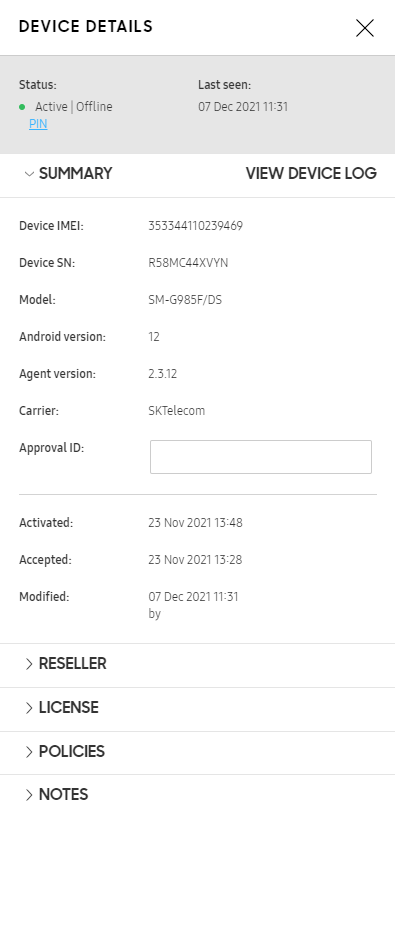 DEVICE DETAILS
Status:
Active | Offline
PIN
Last seen:
07 Dec 2021 11:31
SUMMARY
VIEW DEVICE LOG
Device IMEI: 353344110239469
Device SN: R58MC44XVYN
Model: SM-G985F/DS
Android version: 12
Agent version: 2.3.12
Carrier: SKTelecom
Approval ID:
Activated: 23 Nov 2021 13:48
Accepted: 23 Nov 2021 13:28
Modified: 07 Dec 2021 11:31
by
RESELLER
LICENSE
POLICIES
NOTES